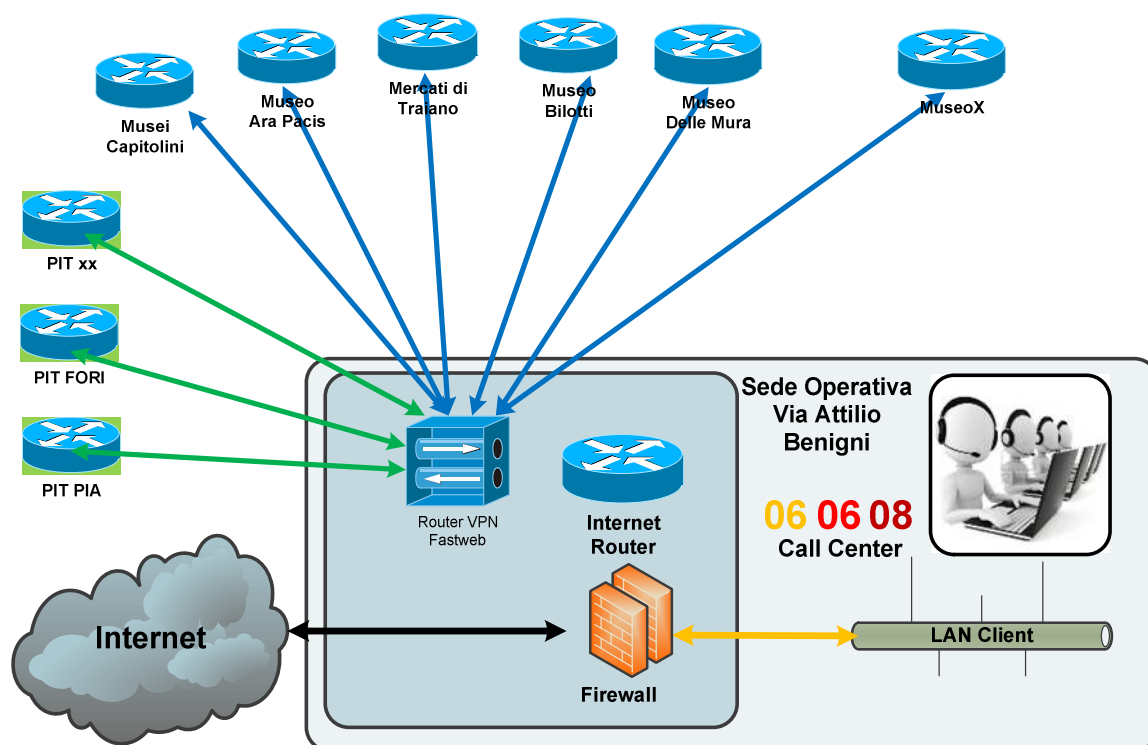 Musei
Capitolini
Museo
Ara Pacis
Mercati di
Traiano
Museo
Bilotti
Museo
Delle Mura
MuseoX
PIT xx
PIT FORI
PIT PIA
Router VPN
Fastweb
Internet
Router
Sede Operativa
Via Attilio
Benigni
06 06 08
Call Center
Internet
Firewall
LAN Client